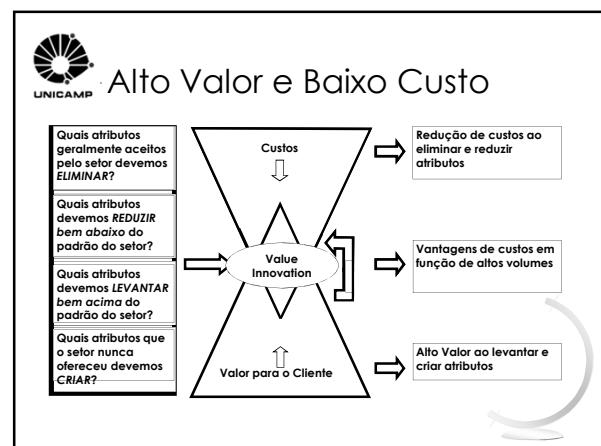 UNICAMP
Alto Valor e Baixo Custo
Quais atributos
geralmente aceitos
pelo setor devemos
ELIMINAR?
Quais atributos
devemos REDUZIR
bem abaixo do
padrão do setor?
Quais atributos
devemos LEVANTAR
bem acima do
padrão do setor?
Quais atributos que
o setor nunca
ofereceu devemos
CRIAR?
Custos
Value
Innovation
Valor para o Cliente
Redução de custos ao
eliminar e reduzir
atributos
Vantagens de custos em
função de altos volumes
Alto Valor ao levantar e
criar atributos